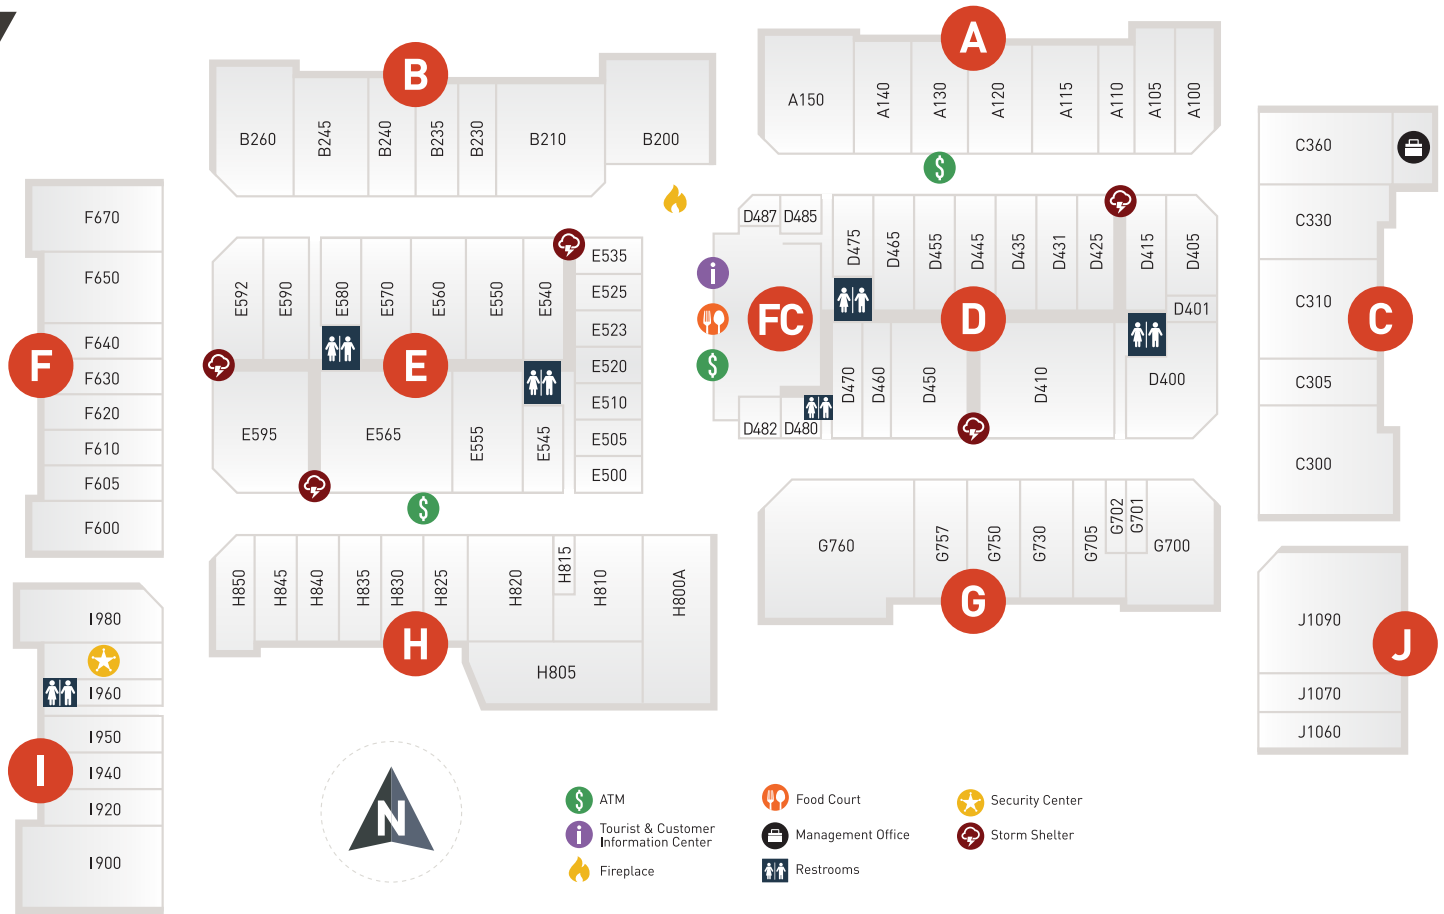 A
B
A150
A140
A130
A120
A115
A110
A105
A100
B260
B245
B240
B235
B230
B210
B200
C360
C330
C310
C305
C300
C
F670
F650
F640
F630
F620
F610
F605
F600
F
E592
E590
E580
E570
E560
E550
E540
E535
E525
E523
E520
E510
E505
E500
E
E595
E565
E555
E545
D487
D485
D475
D465
D455
D445
D435
D431
D425
D415
D405
D401
i
$
FC
D
D482
D480
D470
D460
D450
D410
D400
$
$
H850
H845
H840
H835
H830
H825
H820
H815
H810
H800A
H805
H
G760
G757
G750
G730
G705
G702
G701
G700
G
J1090
J1070
J1060
J
I980
I960
I950
I940
I920
I900
I
N
$ ATM
i Tourist & Customer
Information Center
Fireplace
Food Court
Management Office
Restrooms
Security Center
Storm Shelter